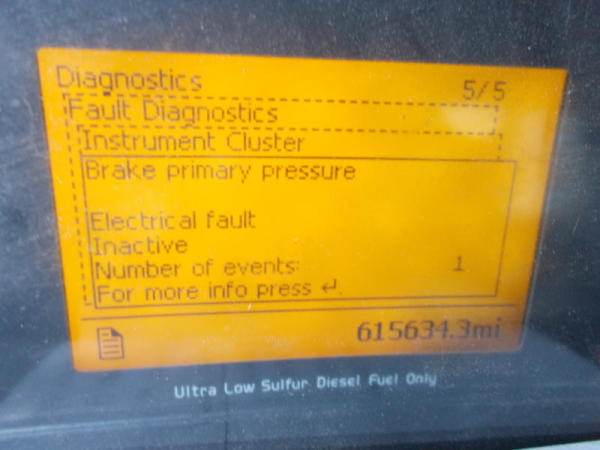 Diagnostics 5/5
Fault Diagnostics
Instrument Cluster
Brake primary pressure
Electrical fault
Inactive
Number of events: 1
For more info press ↵.
615634.3mi
Ultra Low Sulfur Diesel Fuel Only